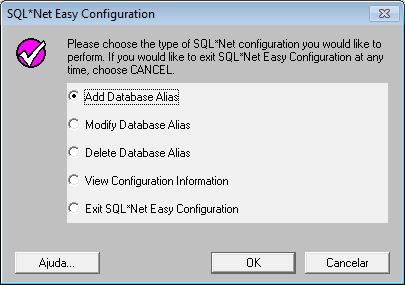 SQL*Net Easy Configuration
Please choose the type of SQL*Net configuration you would like to
perform. If you would like to exit SQL*Net Easy Configuration at any
time, choose CANCEL.
Add Database Alias
Modify Database Alias
Delete Database Alias
View Configuration Information
Exit SQL*Net Easy Configuration
Ajuda...
OK
Cancelar